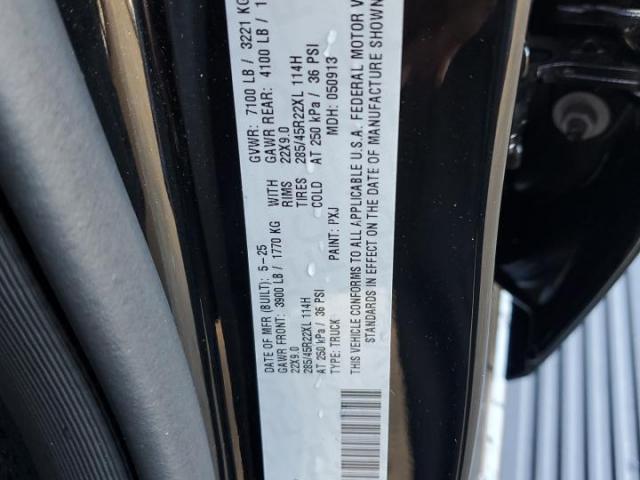 DATE OF MFR (BUILT): 5-25 GVWR: 7100 LB / 3221 KG
GAWR FRONT: 3900 LB / 1770 KG WITH GAWR REAR: 4100 LB /
22X9.0 RIMS 22X9.0
285/45R22XL 114H TIRES 285/45R22XL 114H
AT 250 kPa / 36 PSI COLD AT 250 kPa / 36 PSI
TYPE: TRUCK PAINT: PXJ MDH: 050913
THIS VEHICLE CONFORMS TO ALL APPLICABLE U.S.A. FEDERAL MOTOR
STANDARDS IN EFFECT ON THE DATE OF MANUFACTURE SHOWN